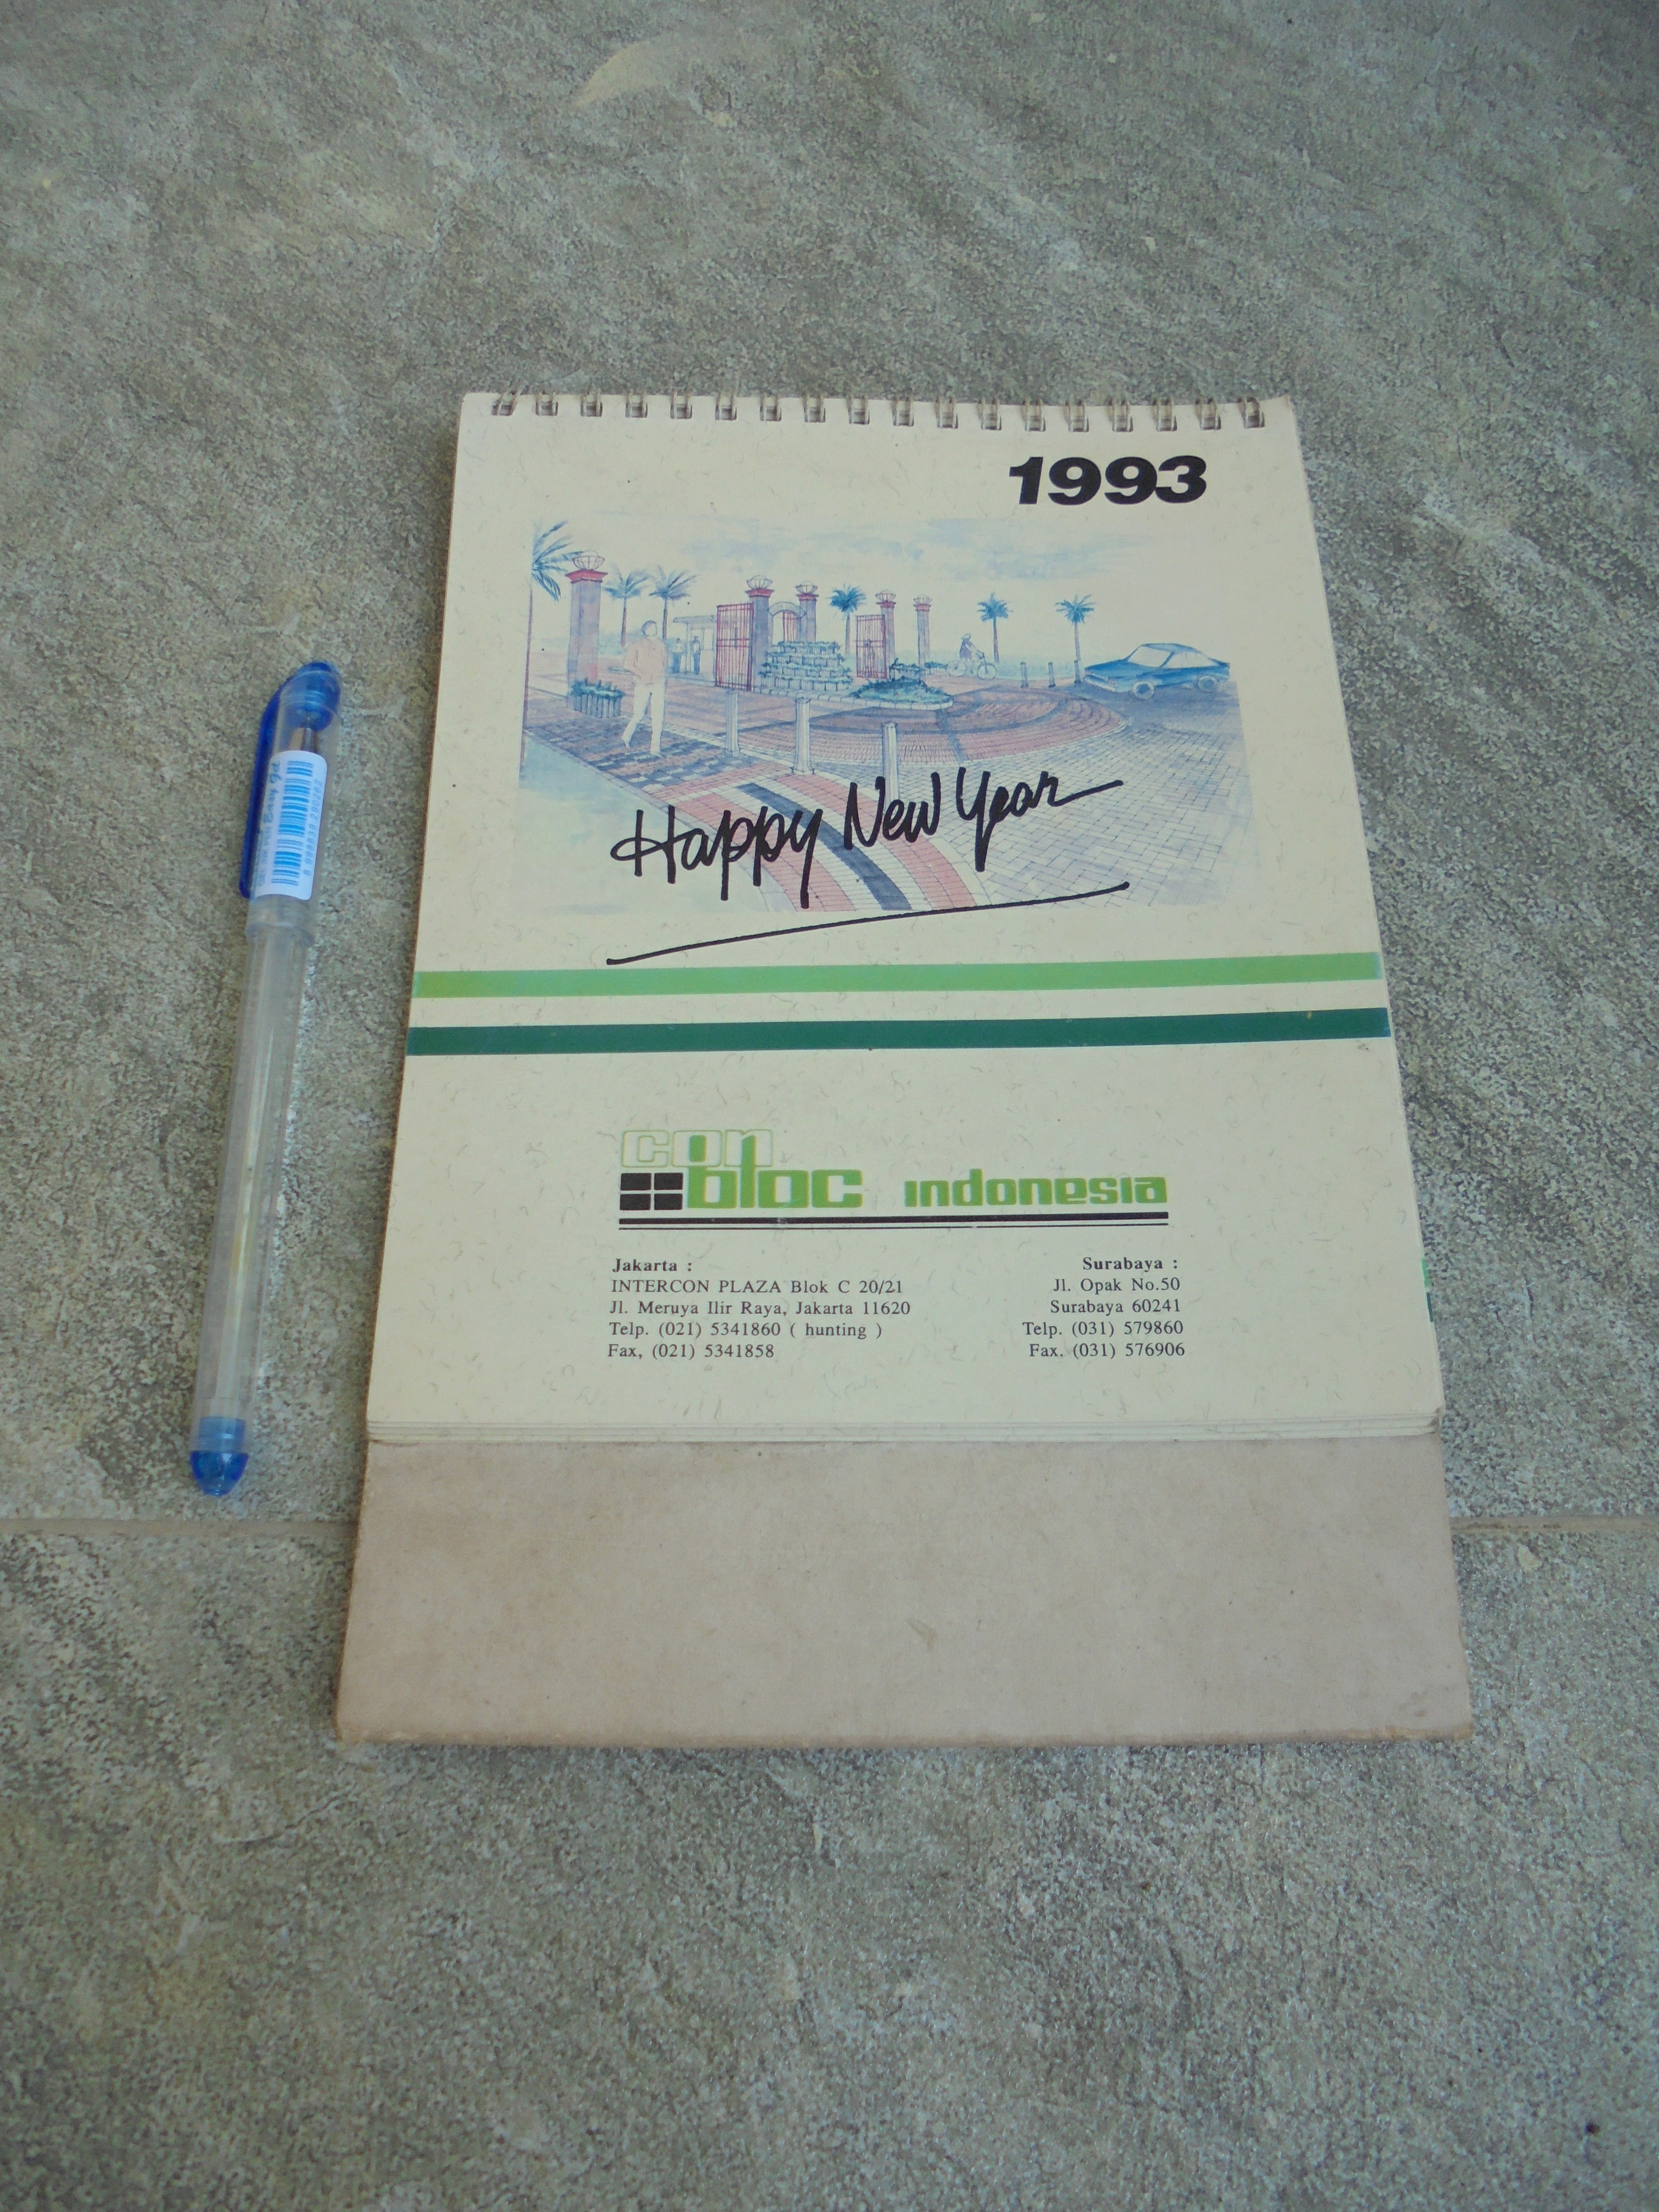 1993
Happy New Year
con
bloc indonesia
Jakarta :
INTERCON PLAZA Blok C 20/21
Jl. Meruya Ilir Raya, Jakarta 11620
Telp. (021) 5341860 ( hunting )
Fax, (021) 5341858
Surabaya :
Jl. Opak No.50
Surabaya 60241
Telp. (031) 579860
Fax. (031) 576906